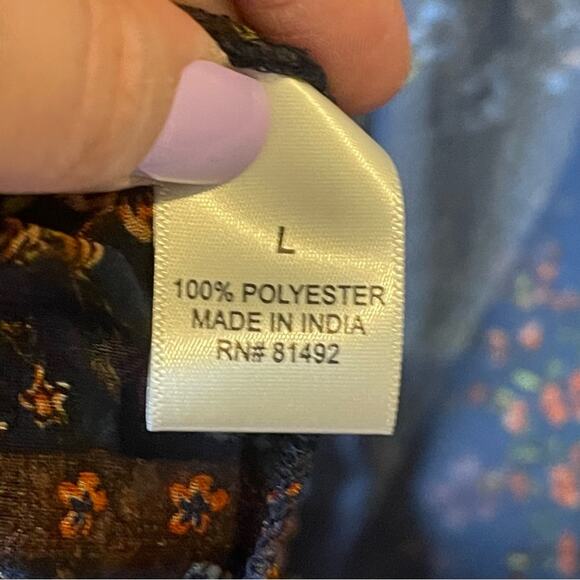 L
100% POLYESTER
MADE IN INDIA
RN# 81492